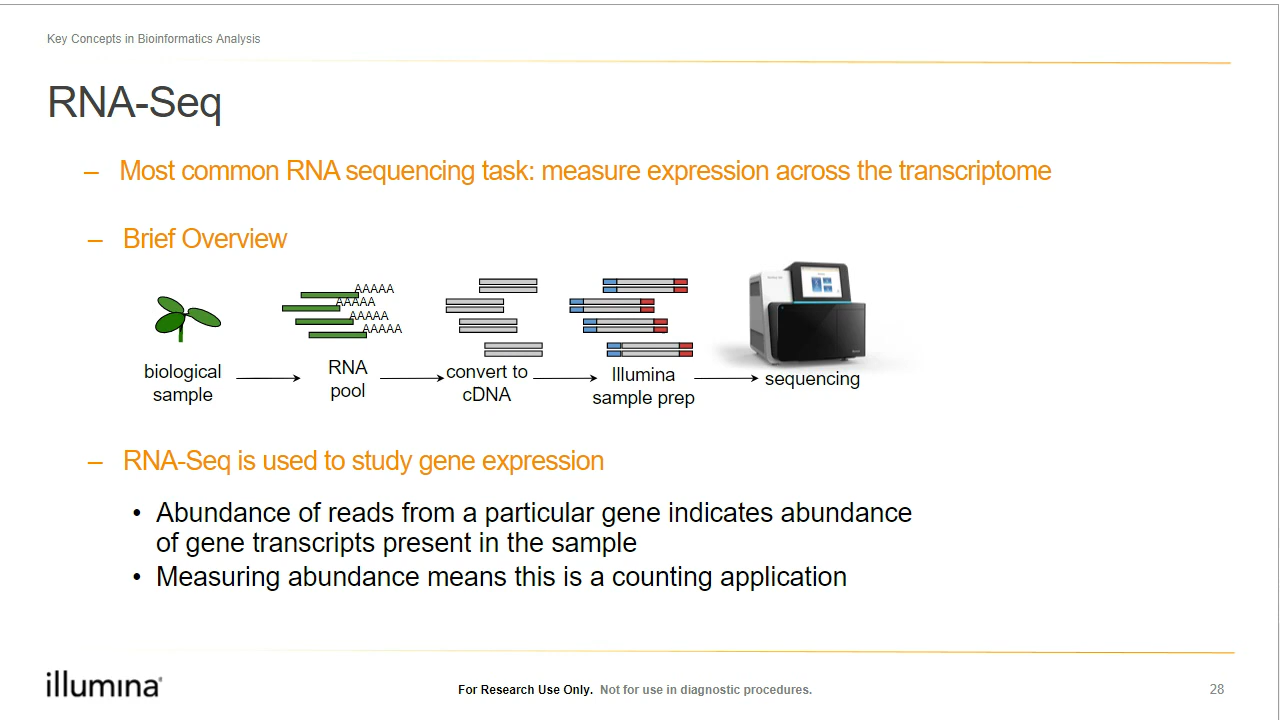 Key Concepts in Bioinformatics Analysis
RNA-Seq
– Most common RNA sequencing task: measure expression across the transcriptome
– Brief Overview
AAAAA
AAAAA
AAAAA
AAAAA
biological
sample
RNA
pool
convert to
cDNA
Illumina
sample prep
sequencing
– RNA-Seq is used to study gene expression
• Abundance of reads from a particular gene indicates abundance
of gene transcripts present in the sample
• Measuring abundance means this is a counting application
illumina®
For Research Use Only. Not for use in diagnostic procedures.
28